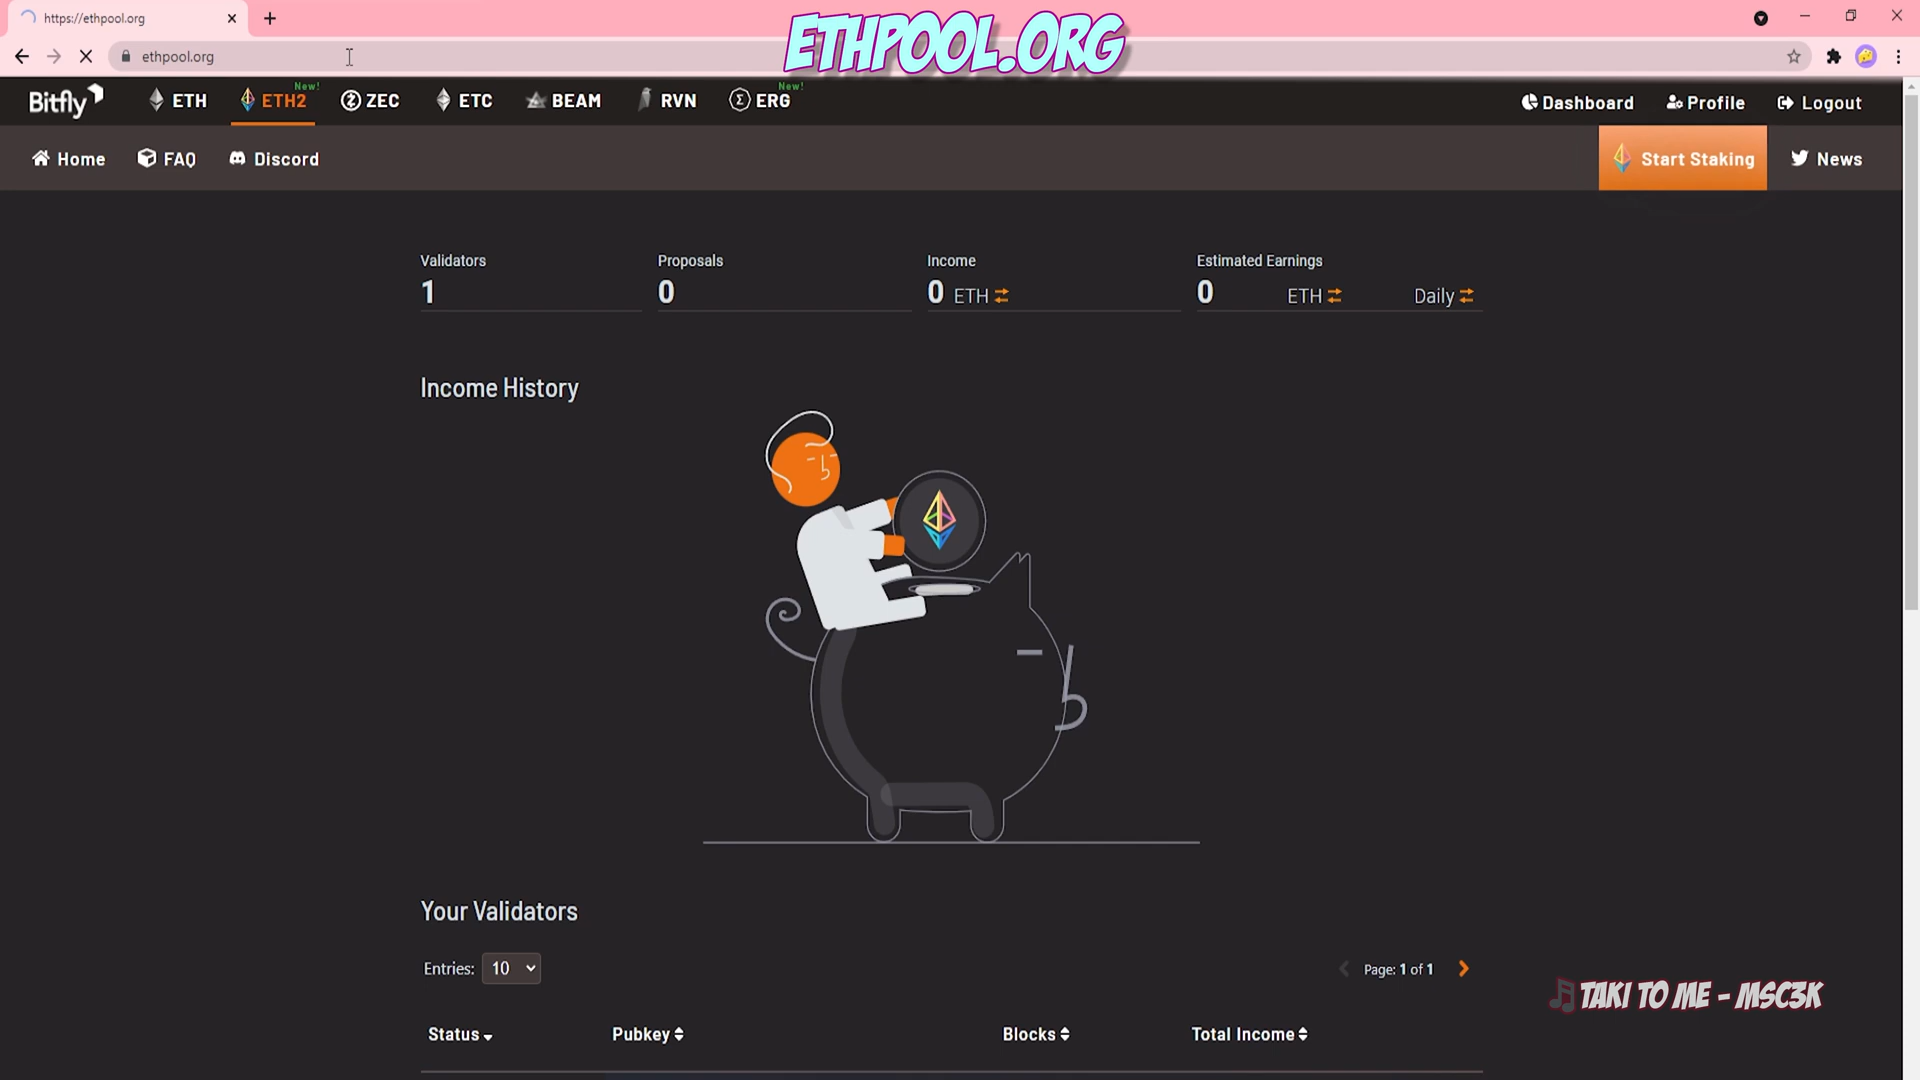 https://ethpool.org
ethpool.org
ETHPOOL.ORG
Bitfly
ETH
ETH2
New!
ZEC
ETC
BEAM
RVN
ERG
New!
Dashboard
Profile
Logout
Home
FAQ
Discord
Start Staking
News
Validators
1
Proposals
0
Income
0 ETH
Estimated Earnings
0 ETH Daily
Income History
Your Validators
Entries: 10
Page: 1 of 1
TAKI TO ME - MSC3K
Status
Pubkey
Blocks
Total Income